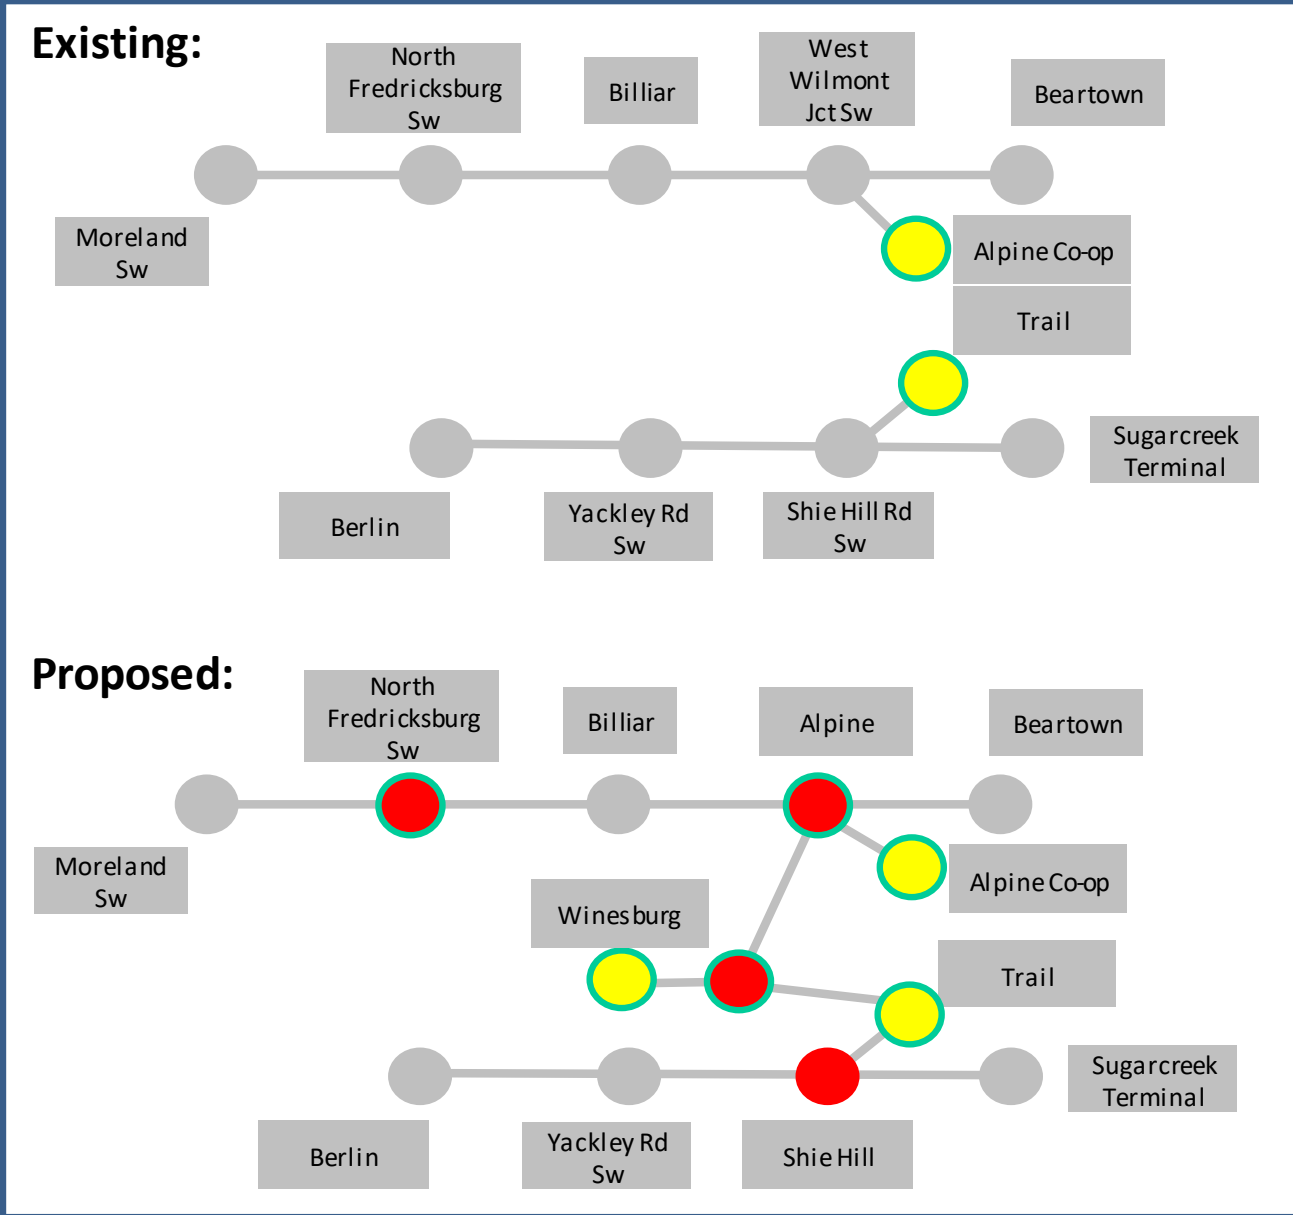 Existing:
North
Fredricksburg
Sw
Billiar
West
Wilmont
Jct Sw
Beartown
Moreland
Sw
Alpine Co-op
Trail
Sugarcreek
Terminal
Berlin
Yackley Rd
Sw
Shie Hill Rd
Sw
Proposed:
North
Fredricksburg
Sw
Billiar
Alpine
Beartown
Moreland
Sw
Alpine Co-op
Winesburg
Trail
Sugarcreek
Terminal
Berlin
Yackley Rd
Sw
Shie Hill